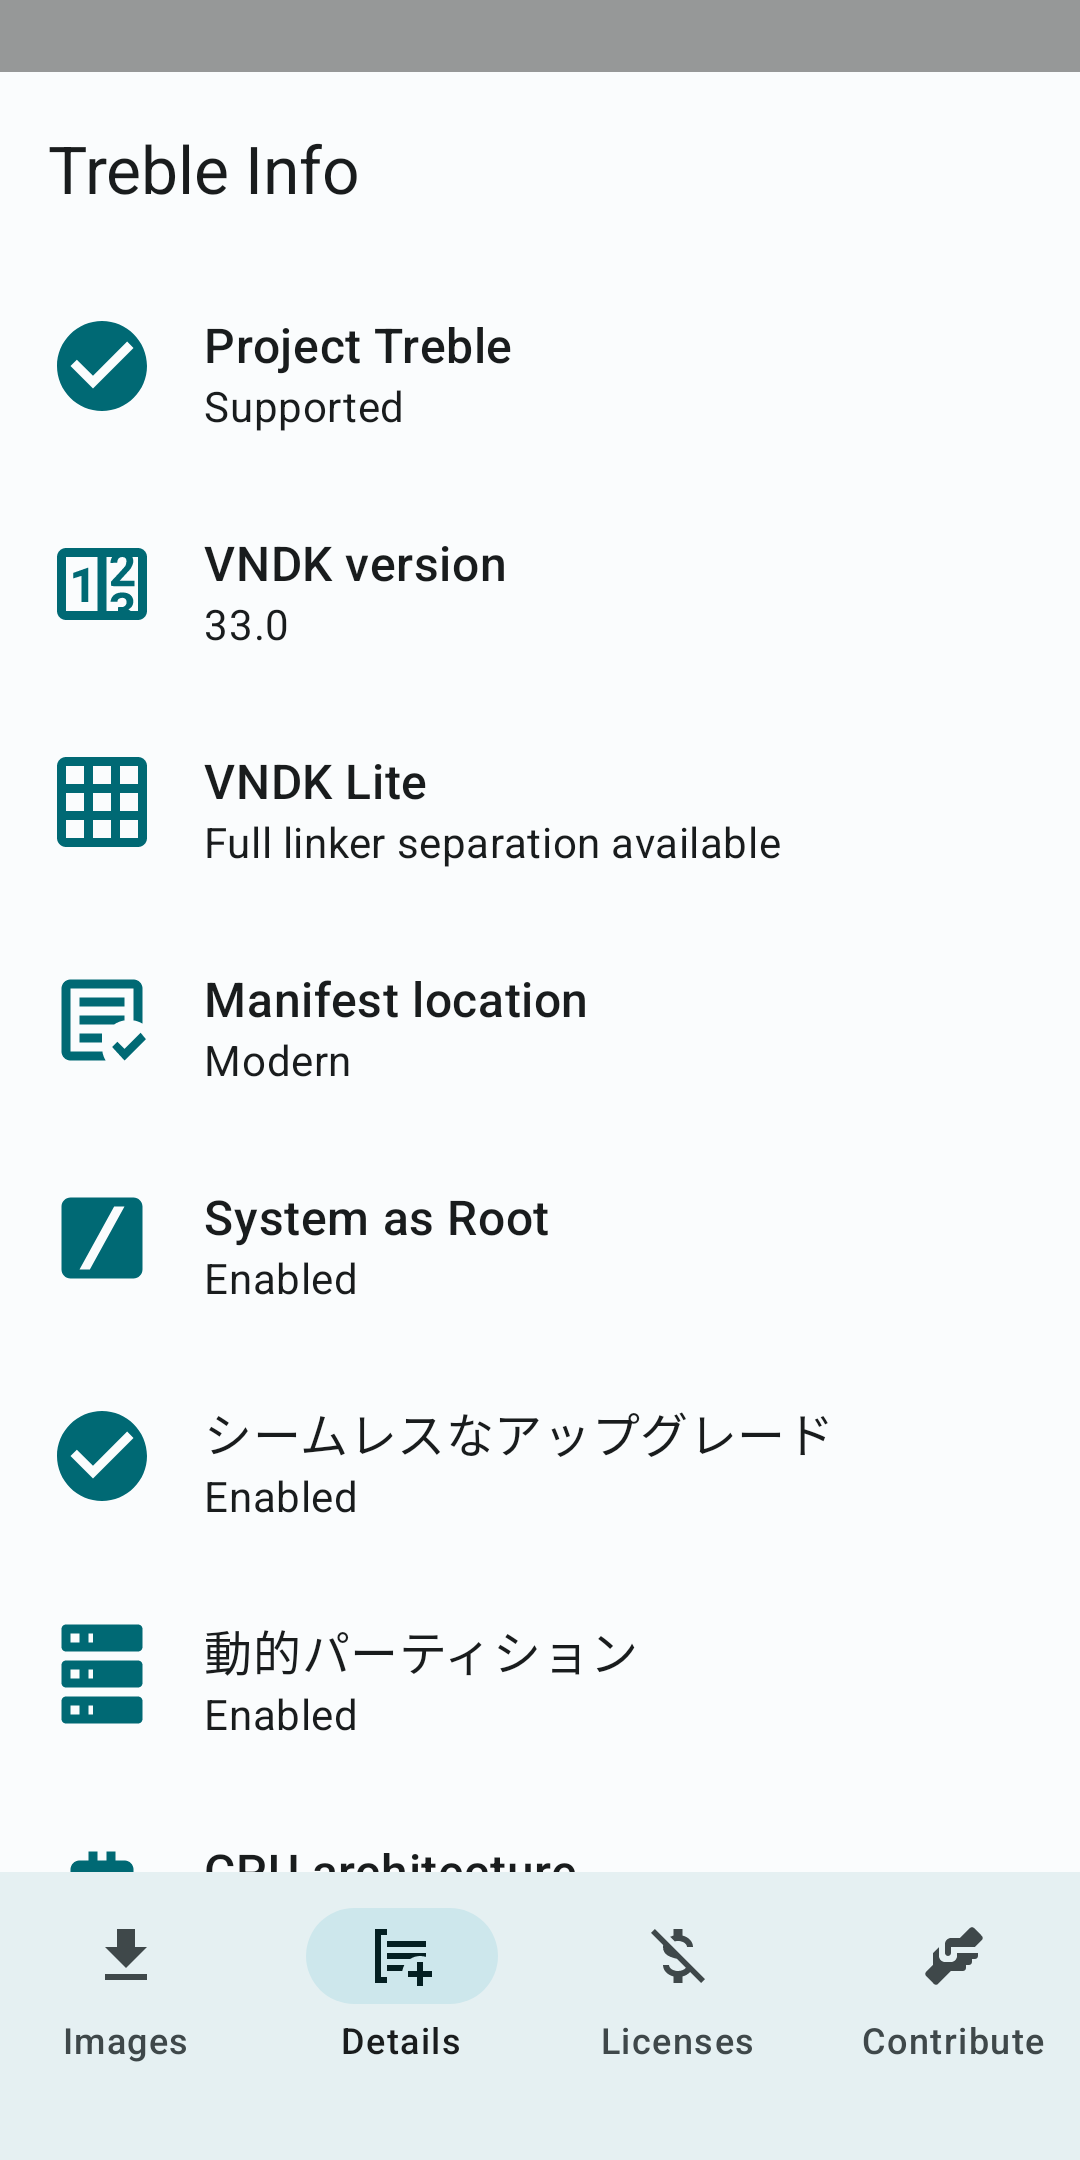 Treble Info
Project Treble
Supported
VNDK version
33.0
VNDK Lite
Full linker separation available
Manifest location
Modern
System as Root
Enabled
シームレスなアップグレード
Enabled
動的パーティション
Enabled
CPU architecture
Images
Details
Licenses
Contribute